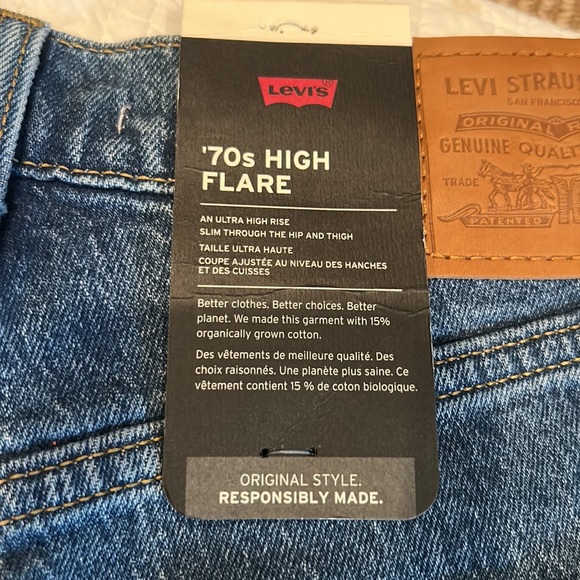 Levi's
'70s HIGH
FLARE
AN ULTRA HIGH RISE
SLIM THROUGH THE HIP AND THIGH
TAILLE ULTRA HAUTE
COUPE AJUSTÉE AU NIVEAU DES HANCHES
ET DES CUISSES
Better clothes. Better choices. Better
planet. We made this garment with 15%
organically grown cotton.
Des vêtements de meilleure qualité. Des
choix raisonnés. Une planète plus saine. Ce
vêtement contient 15 % de coton biologique.
ORIGINAL STYLE.
RESPONSIBLY MADE.
LEVI STRAU
SAN FRANCISC
ORIGINAL R
GENUINE QUALI
TRADE
PATENTED